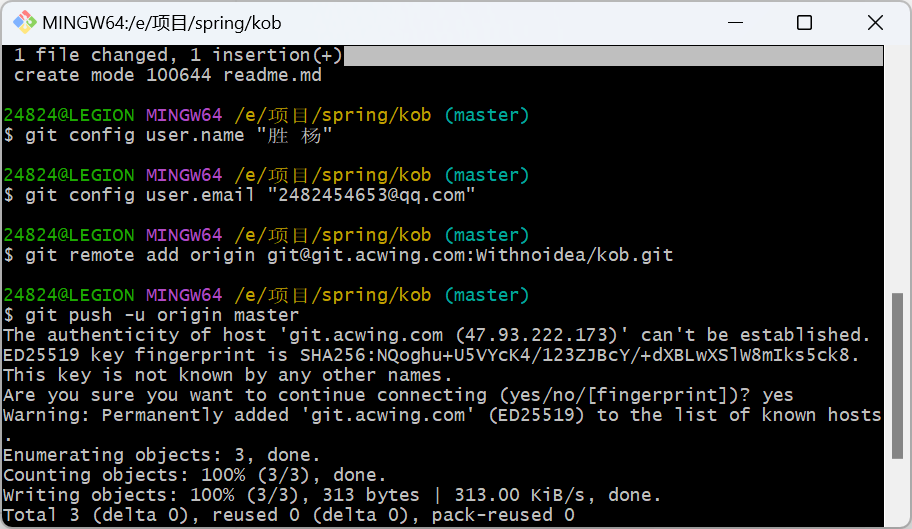 MINGW64:/e/项目/spring/kob
1 file changed, 1 insertion(+)
create mode 100644 readme.md
24824@LEGION MINGW64 /e/项目/spring/kob (master)
$ git config user.name "胜 杨"
24824@LEGION MINGW64 /e/项目/spring/kob (master)
$ git config user.email "2482454653@qq.com"
24824@LEGION MINGW64 /e/项目/spring/kob (master)
$ git remote add origin git@git.acwing.com:Withnoidea/kob.git
24824@LEGION MINGW64 /e/项目/spring/kob (master)
$ git push -u origin master
The authenticity of host 'git.acwing.com (47.93.222.173)' can't be established.
ED25519 key fingerprint is SHA256:NQoghu+U5VYcK4/123ZJBcY/+dXBLwXSlW8mIks5ck8.
This key is not known by any other names.
Are you sure you want to continue connecting (yes/no/[fingerprint])? yes
Warning: Permanently added 'git.acwing.com' (ED25519) to the list of known hosts
.
Enumerating objects: 3, done.
Counting objects: 100% (3/3), done.
Writing objects: 100% (3/3), 313 bytes | 313.00 KiB/s, done.
Total 3 (delta 0), reused 0 (delta 0), pack-reused 0